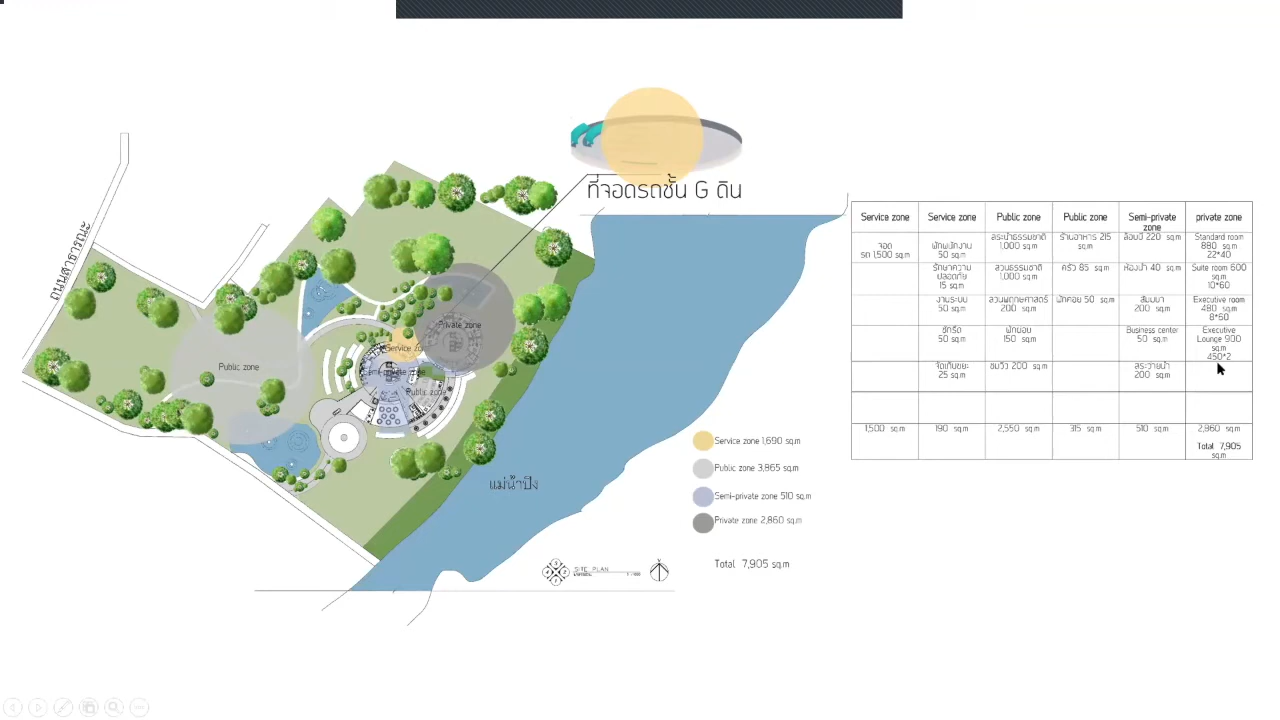 ที่จอดรถชั้น G ดิน
ถนนสาธารณะ
Private zone
Service zo
Public zone
Semi-private zone
Public zone
แม่น้ำปิง
SITE PLAN
Service zone 1,690 sq.m
Public zone 3,865 sq.m
Semi-private zone 510 sq.m
Private zone 2,860 sq.m
Total 7,905 sq.m
Service zone Service zone Public zone Public zone Semi-private zone private zone
จอดรถ 1,500 sq.m พักพนักงาน 50 sq.m สระน้ำธรรมชาติ 1,000 sq.m ร้านอาหาร 215 sq.m ล็อบบี้ 220 sq.m Standard room 880 sq.m 22*40
รักษาความปลอดภัย 15 sq.m สวนธรรมชาติ 1,000 sq.m ครัว 85 sq.m ห้องน้ำ 40 sq.m Suite room 600 sq.m 10*60
งานระบบ 50 sq.m สวนพฤกษศาสตร์ 200 sq.m พักคอย 50 sq.m สัมมนา 200 sq.m Executive room 480 sq.m 8*60
ซักรีด 50 sq.m พักผ่อน 150 sq.m Business center 50 sq.m Executive Lounge 900 sq.m 450*2
จัดเก็บขยะ 25 sq.m ชมวิว 200 sq.m สระว่ายน้ำ 200 sq.m
1,500 sq.m 190 sq.m 2,550 sq.m 315 sq.m 510 sq.m 2,860 sq.m
Total 7,905 sq.m